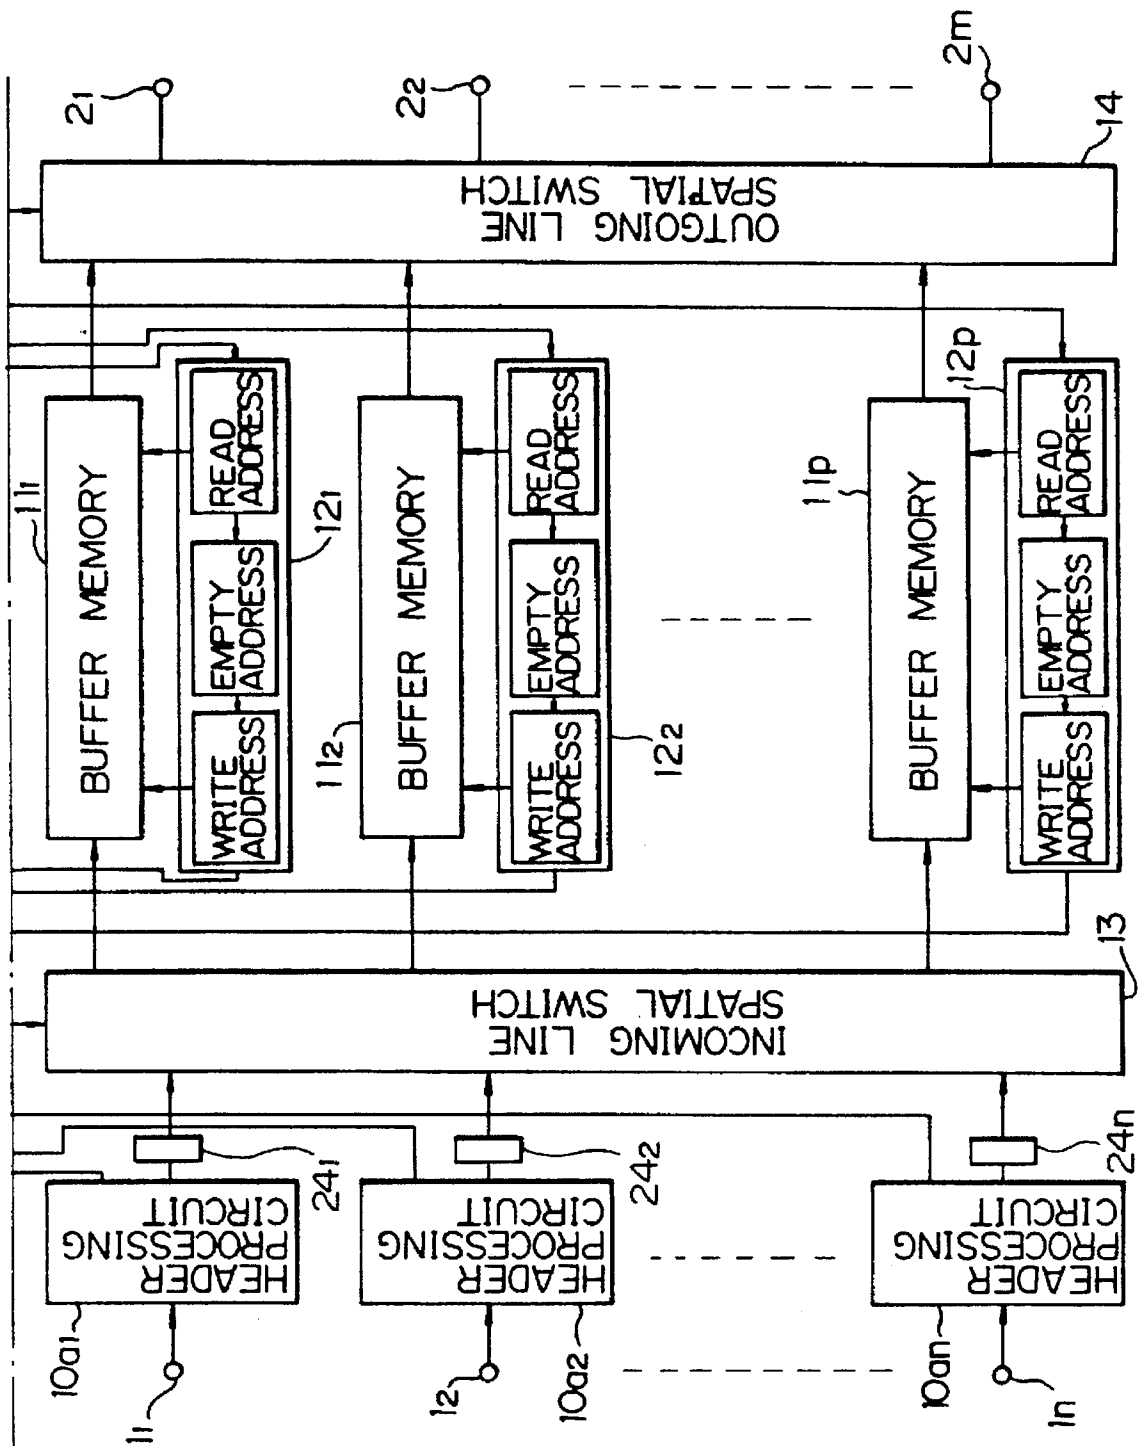 1₁
10a₁
HEADER
PROCESSING
CIRCUIT
24₁
1₂
10a₂
HEADER
PROCESSING
CIRCUIT
24₂
1n
10an
HEADER
PROCESSING
CIRCUIT
24n
INCOMING LINE
SPATIAL SWITCH
13
11₁
BUFFER MEMORY
WRITE
ADDRESS
EMPTY
ADDRESS
READ
ADDRESS
12₁
11₂
BUFFER MEMORY
WRITE
ADDRESS
EMPTY
ADDRESS
READ
ADDRESS
12₂
11p
BUFFER MEMORY
WRITE
ADDRESS
EMPTY
ADDRESS
READ
ADDRESS
12p
OUTGOING LINE
SPATIAL SWITCH
14
2₁
2₂
2m